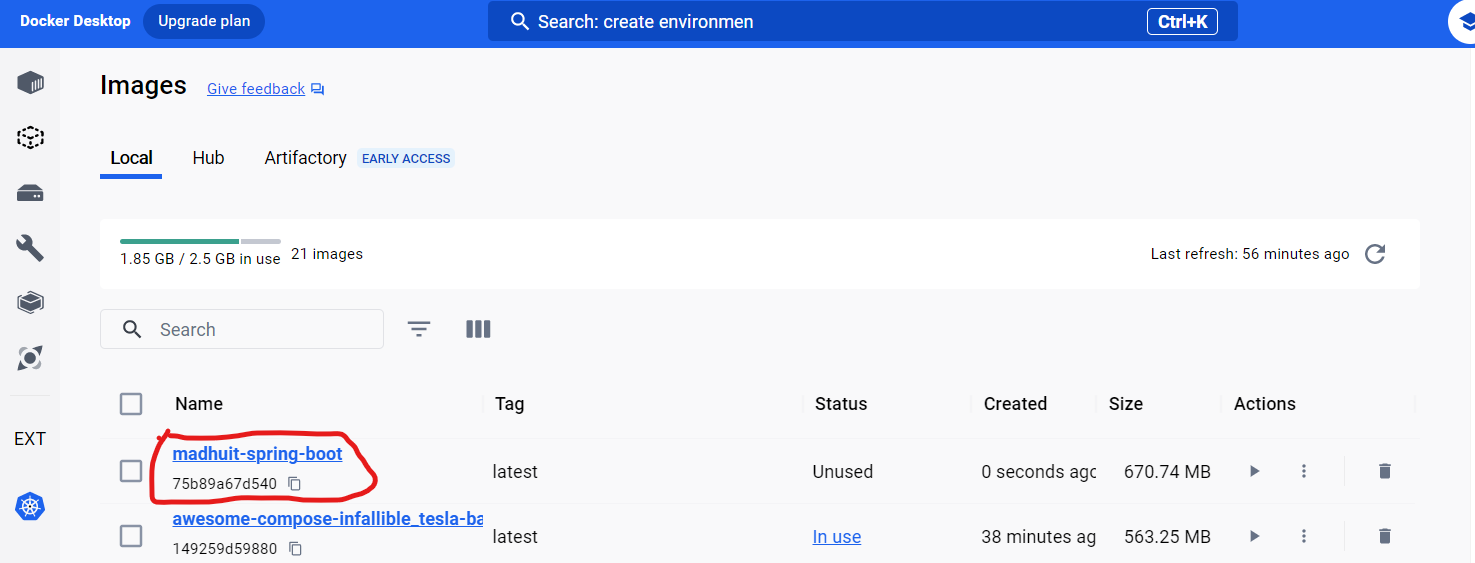 Docker Desktop Upgrade plan Search: create environmen Ctrl+K
Images Give feedback
Local Hub Artifactory EARLY ACCESS
1.85 GB / 2.5 GB in use 21 images Last refresh: 56 minutes ago
Search
Name Tag Status Created Size Actions
madhuit-spring-boot
75b89a67d540 latest Unused 0 seconds ago 670.74 MB
EXT
awesome-compose-infallible_tesla-ba
149259d59880 latest In use 38 minutes ag 563.25 MB